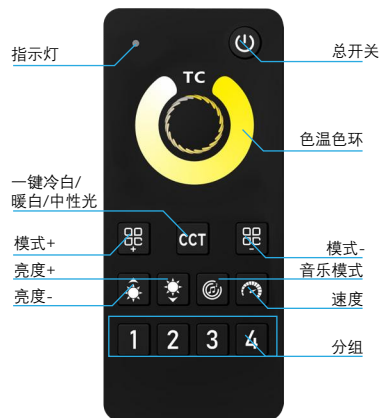 指示灯
总开关
TC
色温色环
一键冷白/
暖白/中性光
模式+
+
CCT
-
模式-
亮度+
音乐模式
亮度-
速度
1 2 3 4
分组